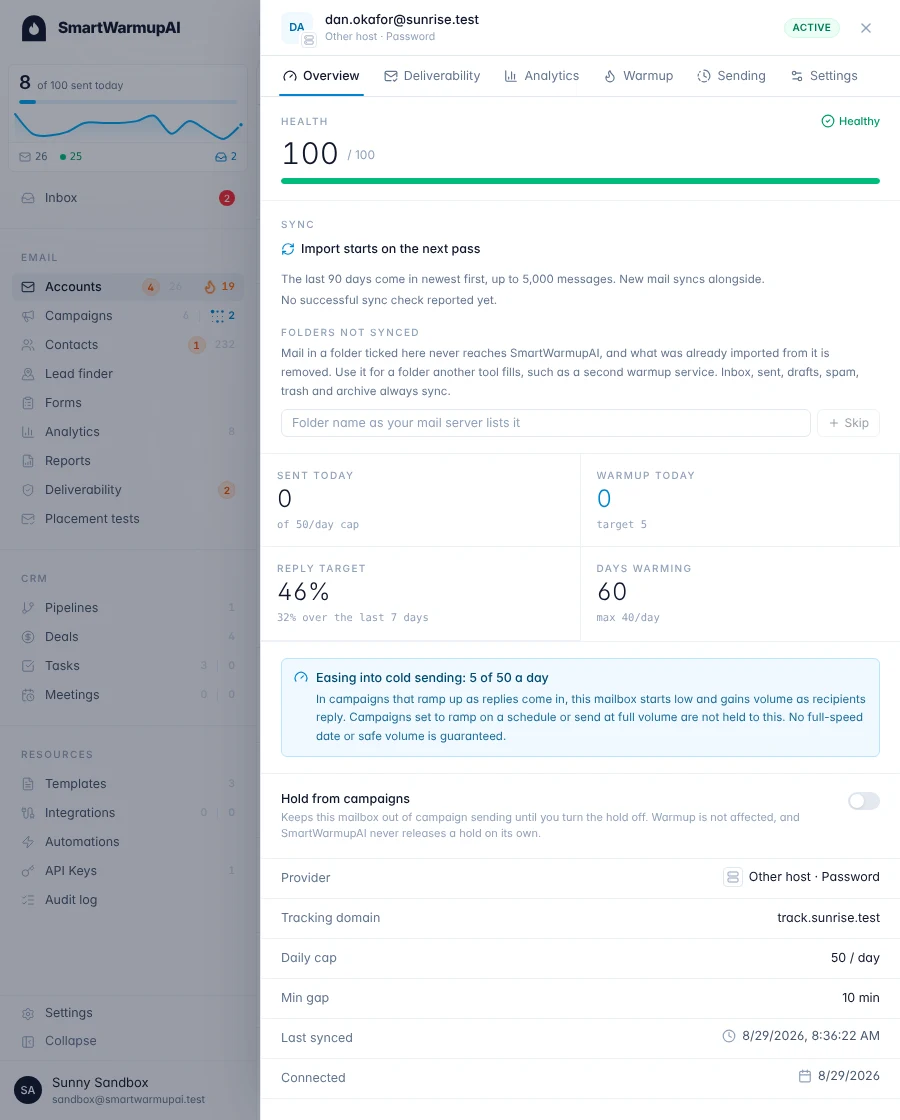 SmartWarmupAI
8 of 100 sent today
26 25 2
Inbox 2
EMAIL
Accounts 4 26 19
Campaigns 6 2
Contacts 1 232
Lead finder
Forms
Analytics 8
Reports
Deliverability 2
Placement tests
CRM
Pipelines 1
Deals 4
Tasks 3 0
Meetings 0 0
RESOURCES
Templates 3
Integrations 0 0
Automations
API Keys 1
Audit log
Settings
Collapse
SA Sunny Sandbox
sandbox@smartwarmupai.test
DA dan.okafor@sunrise.test
Other host · Password
ACTIVE
Overview Deliverability Analytics Warmup Sending Settings
HEALTH
Healthy
100 / 100
SYNC
Import starts on the next pass
The last 90 days come in newest first, up to 5,000 messages. New mail syncs alongside.
No successful sync check reported yet.
FOLDERS NOT SYNCED
Mail in a folder ticked here never reaches SmartWarmupAI, and what was already imported from it is
removed. Use it for a folder another tool fills, such as a second warmup service. Inbox, sent, drafts, spam,
trash and archive always sync.
Folder name as your mail server lists it
+ Skip
SENT TODAY
0
of 50/day cap
WARMUP TODAY
0
target 5
REPLY TARGET
46%
32% over the last 7 days
DAYS WARMING
60
max 40/day
Easing into cold sending: 5 of 50 a day
In campaigns that ramp up as replies come in, this mailbox starts low and gains volume as recipients
reply. Campaigns set to ramp on a schedule or send at full volume are not held to this. No full-speed
date or safe volume is guaranteed.
Hold from campaigns
Keeps this mailbox out of campaign sending until you turn the hold off. Warmup is not affected, and
SmartWarmupAI never releases a hold on its own.
Provider Other host · Password
Tracking domain track.sunrise.test
Daily cap 50 / day
Min gap 10 min
Last synced 8/29/2026, 8:36:22 AM
Connected 8/29/2026